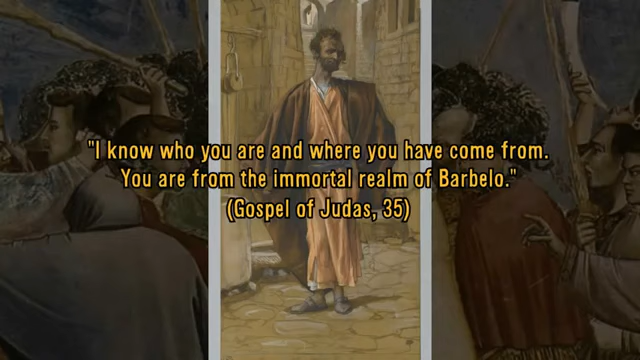 "I know who you are and where you have come from.
You are from the immortal realm of Barbelo."
(Gospel of Judas, 35)